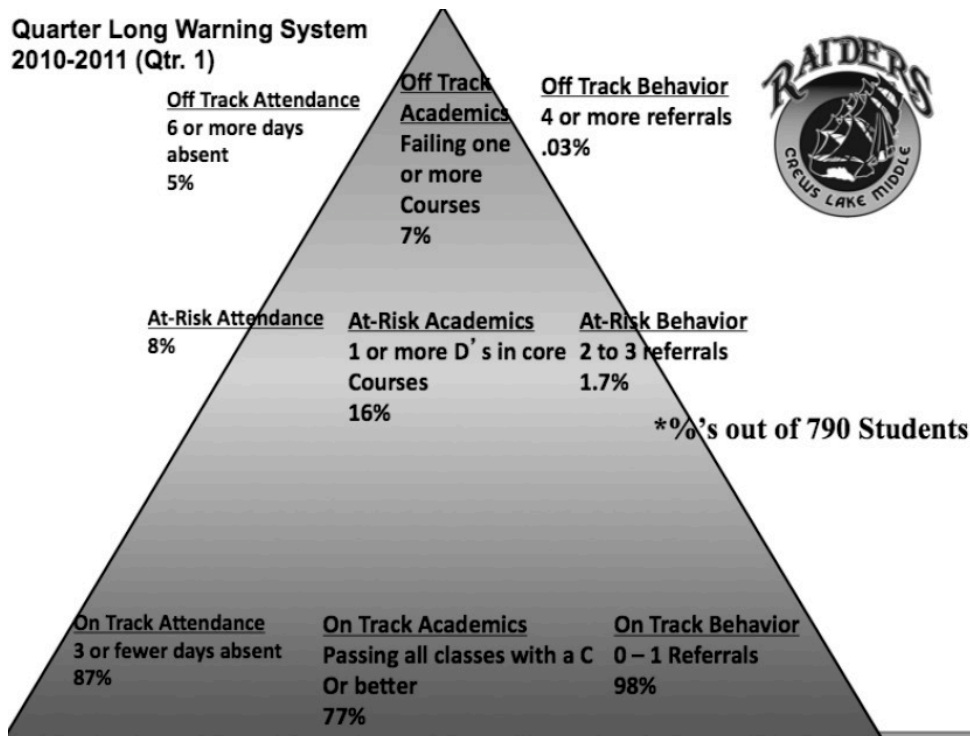 Quarter Long Warning System
2010-2011 (Qtr. 1)
RAIDERS
CREWS LAKE MIDDLE
Off Track Attendance
6 or more days
absent
5%
Off Track
Academics
Failing one
or more
Courses
7%
Off Track Behavior
4 or more referrals
.03%
At-Risk Attendance
8%
At-Risk Academics
1 or more D's in core
Courses
16%
At-Risk Behavior
2 to 3 referrals
1.7%
*%'s out of 790 Students
On Track Attendance
3 or fewer days absent
87%
On Track Academics
Passing all classes with a C
Or better
77%
On Track Behavior
0 – 1 Referrals
98%